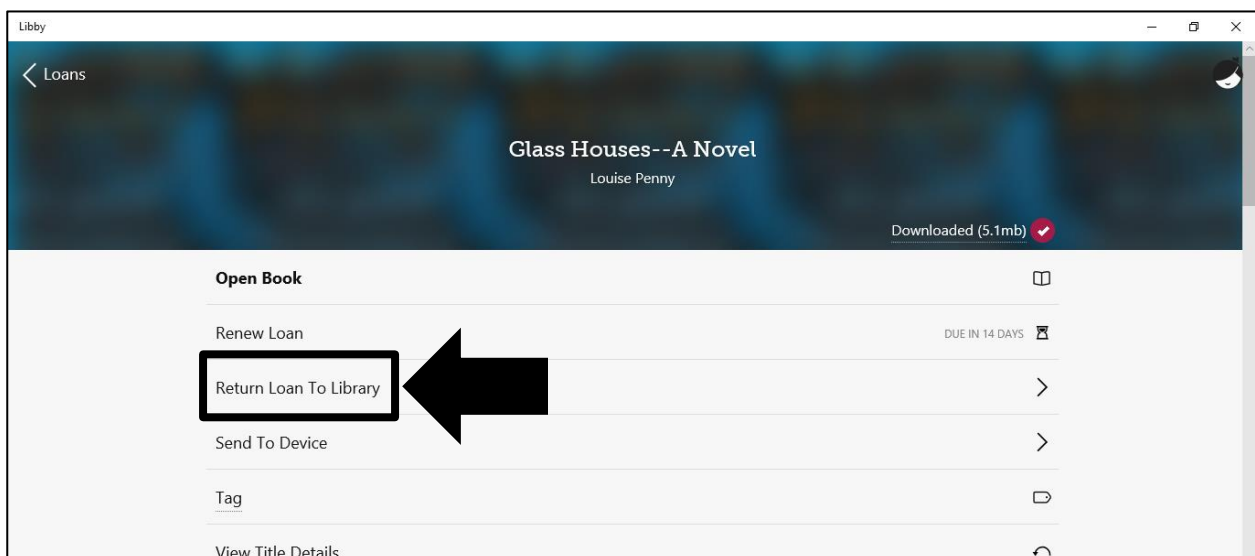 Libby
Loans
Glass Houses--A Novel
Louise Penny
Downloaded (5.1mb)
Open Book
Renew Loan DUE IN 14 DAYS
Return Loan To Library
Send To Device
Tag
View Title Details